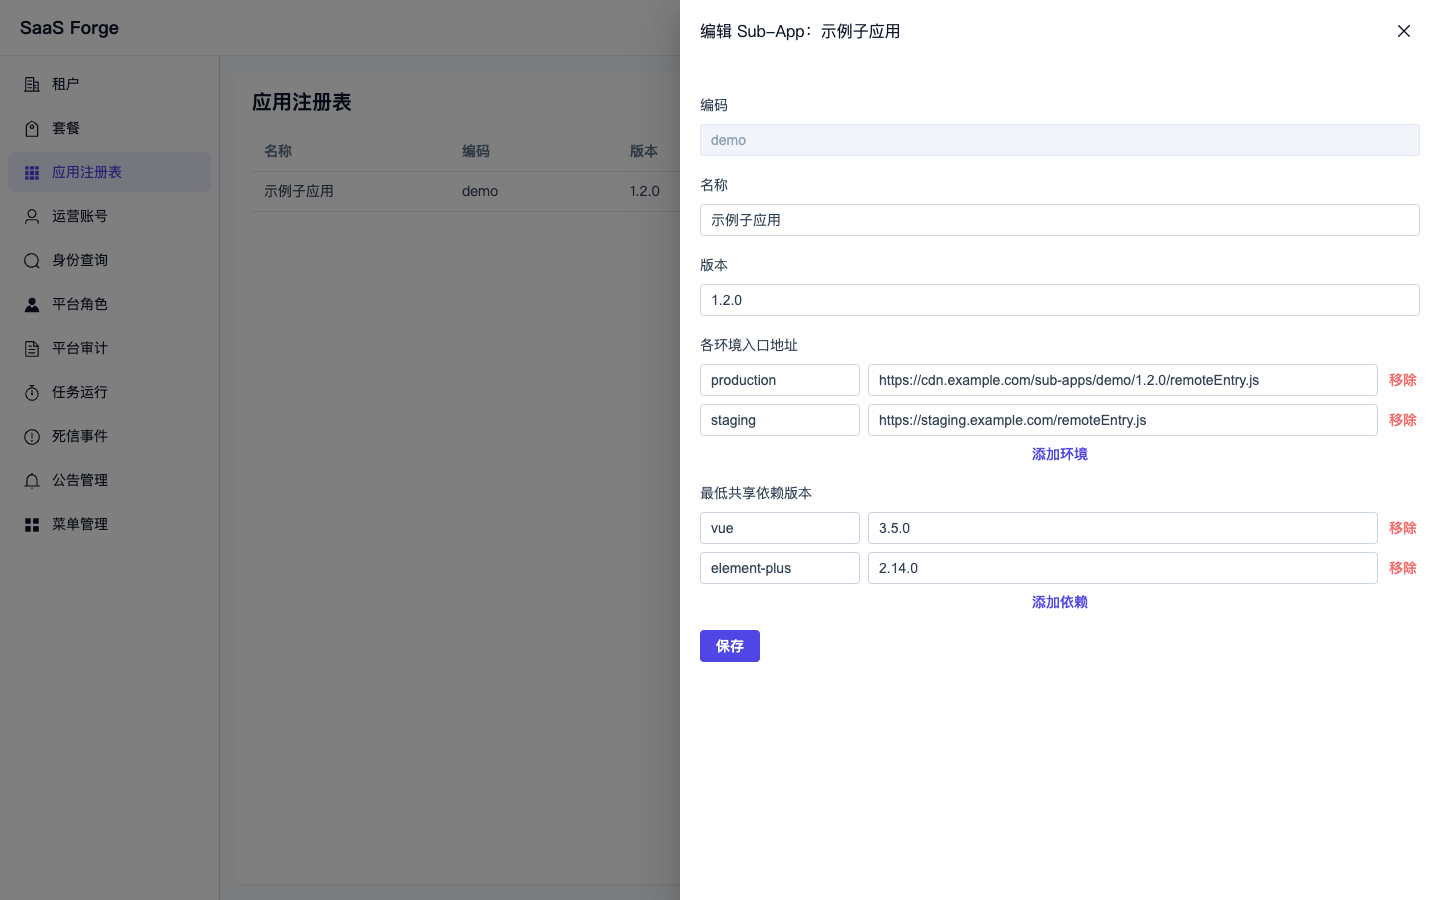 SaaS Forge
租户
套餐
应用注册表
运营账号
身份查询
平台角色
平台审计
任务运行
死信事件
公告管理
菜单管理
应用注册表
名称 编码 版本
示例子应用 demo 1.2.0
编辑 Sub-App：示例子应用
编码
demo
名称
示例子应用
版本
1.2.0
各环境入口地址
production https://cdn.example.com/sub-apps/demo/1.2.0/remoteEntry.js 移除
staging https://staging.example.com/remoteEntry.js 移除
添加环境
最低共享依赖版本
vue 3.5.0 移除
element-plus 2.14.0 移除
添加依赖
保存